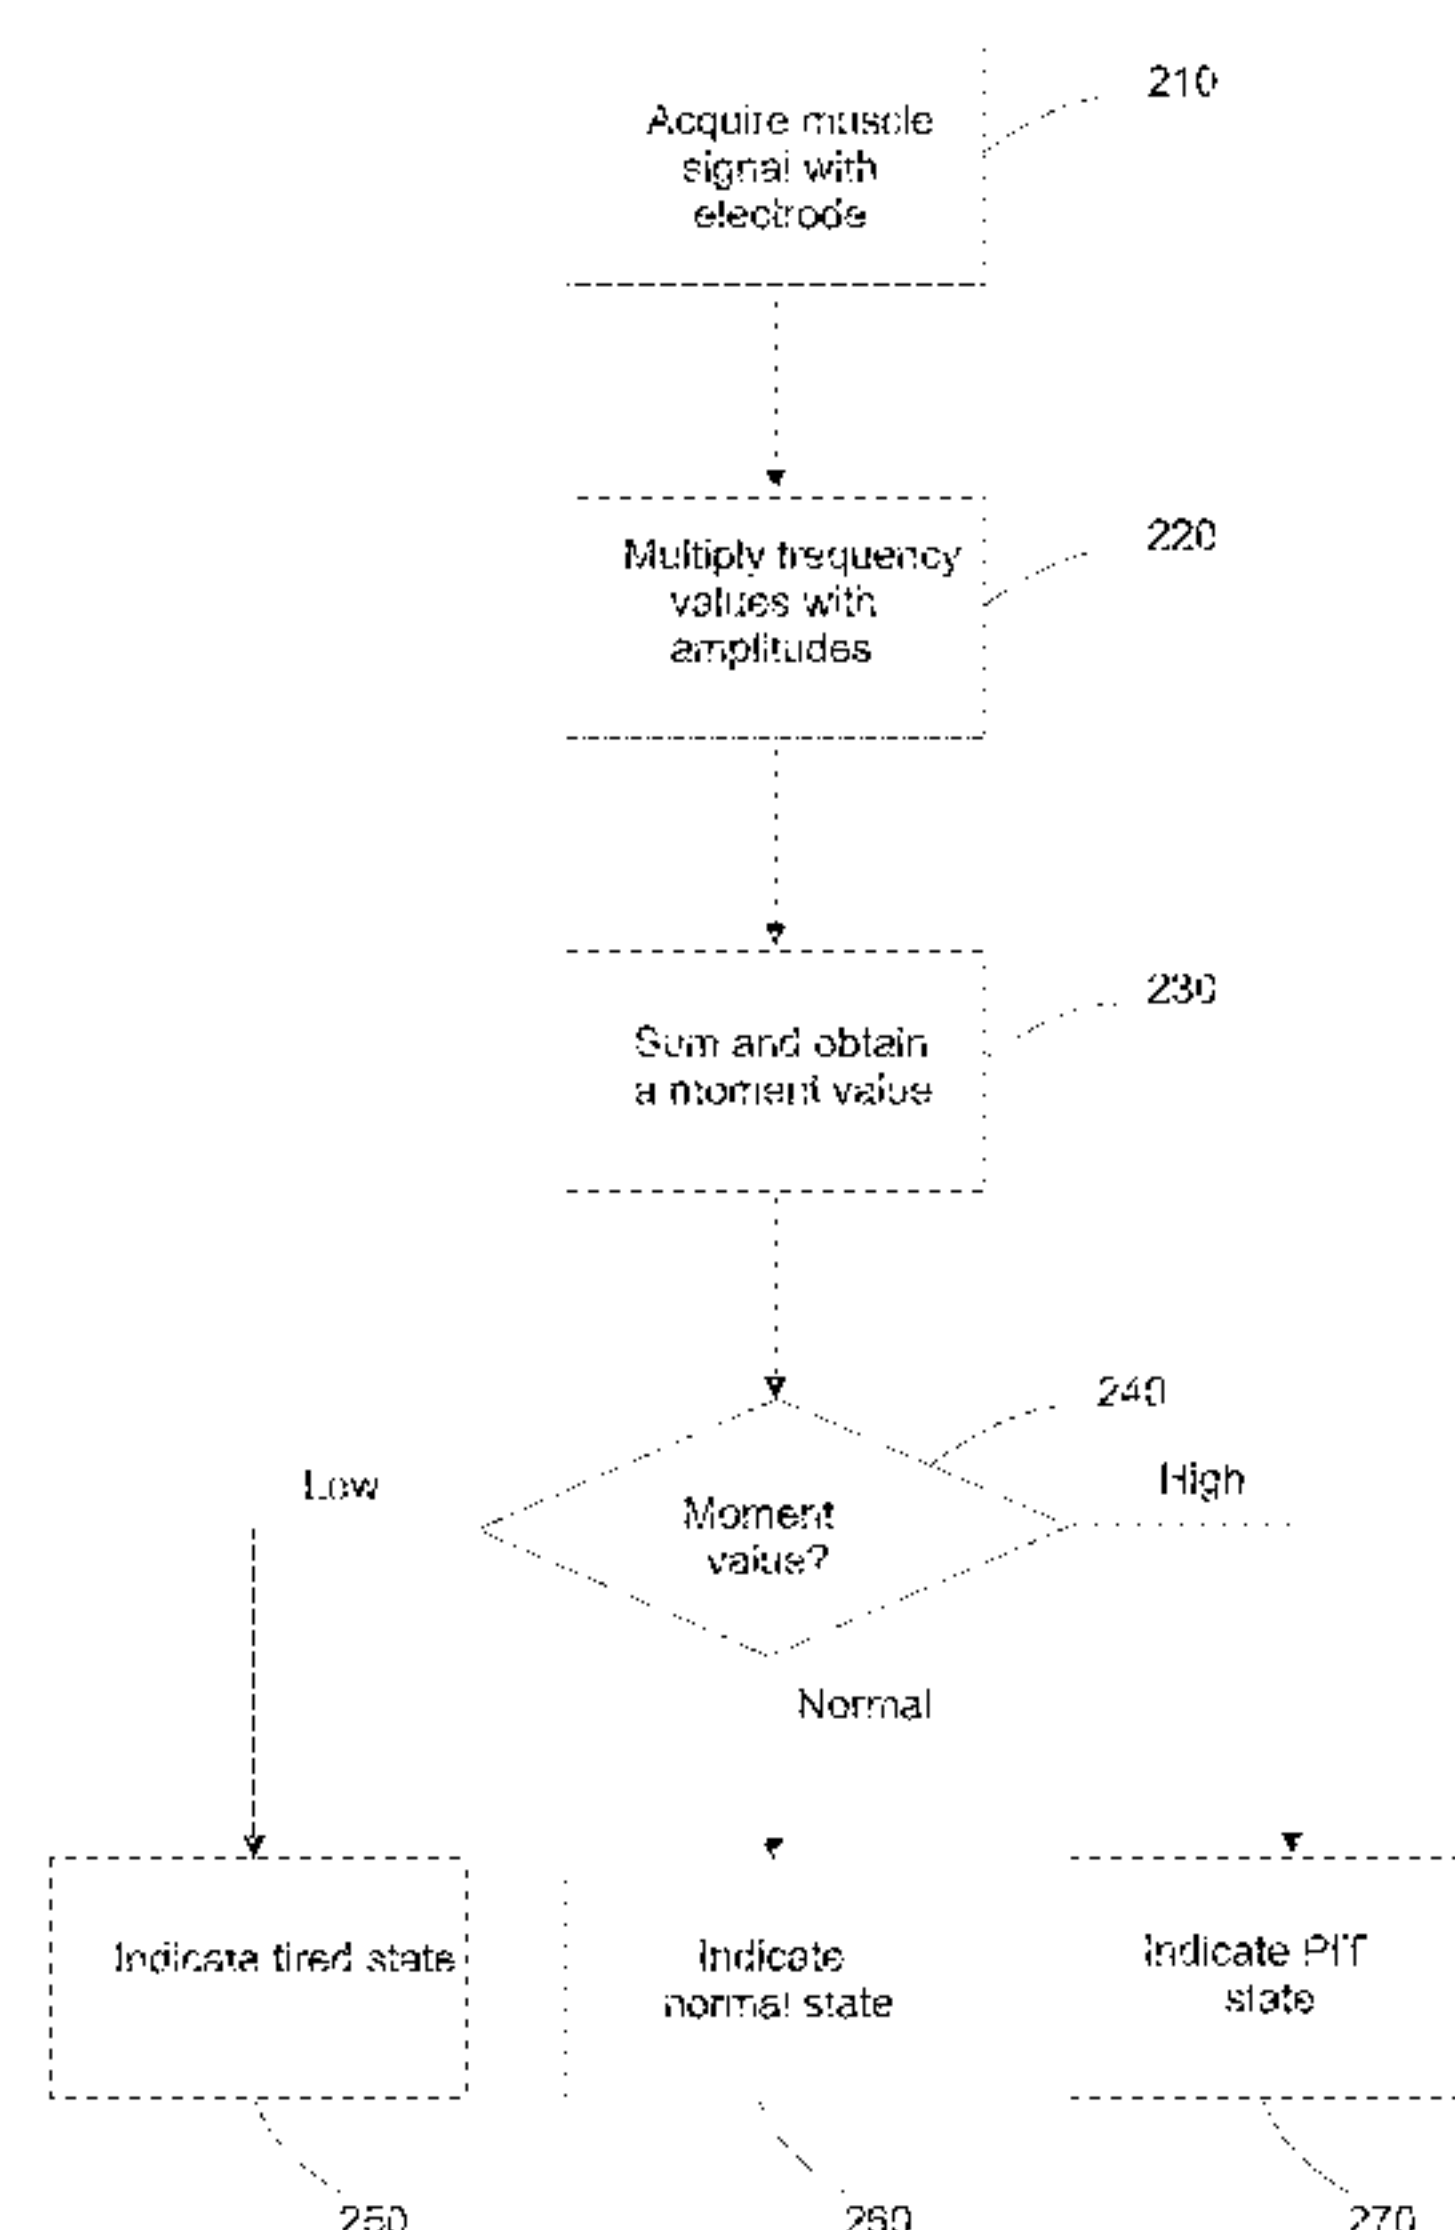 210
Acquire muscle
signal with
electrode
220
Multiply frequency
values with
amplitudes
230
Sum and obtain
a moment value
240
Low
High
Moment
value?
Normal
Indicate tired state
Indicate
normal state
Indicate
state
250
260
270